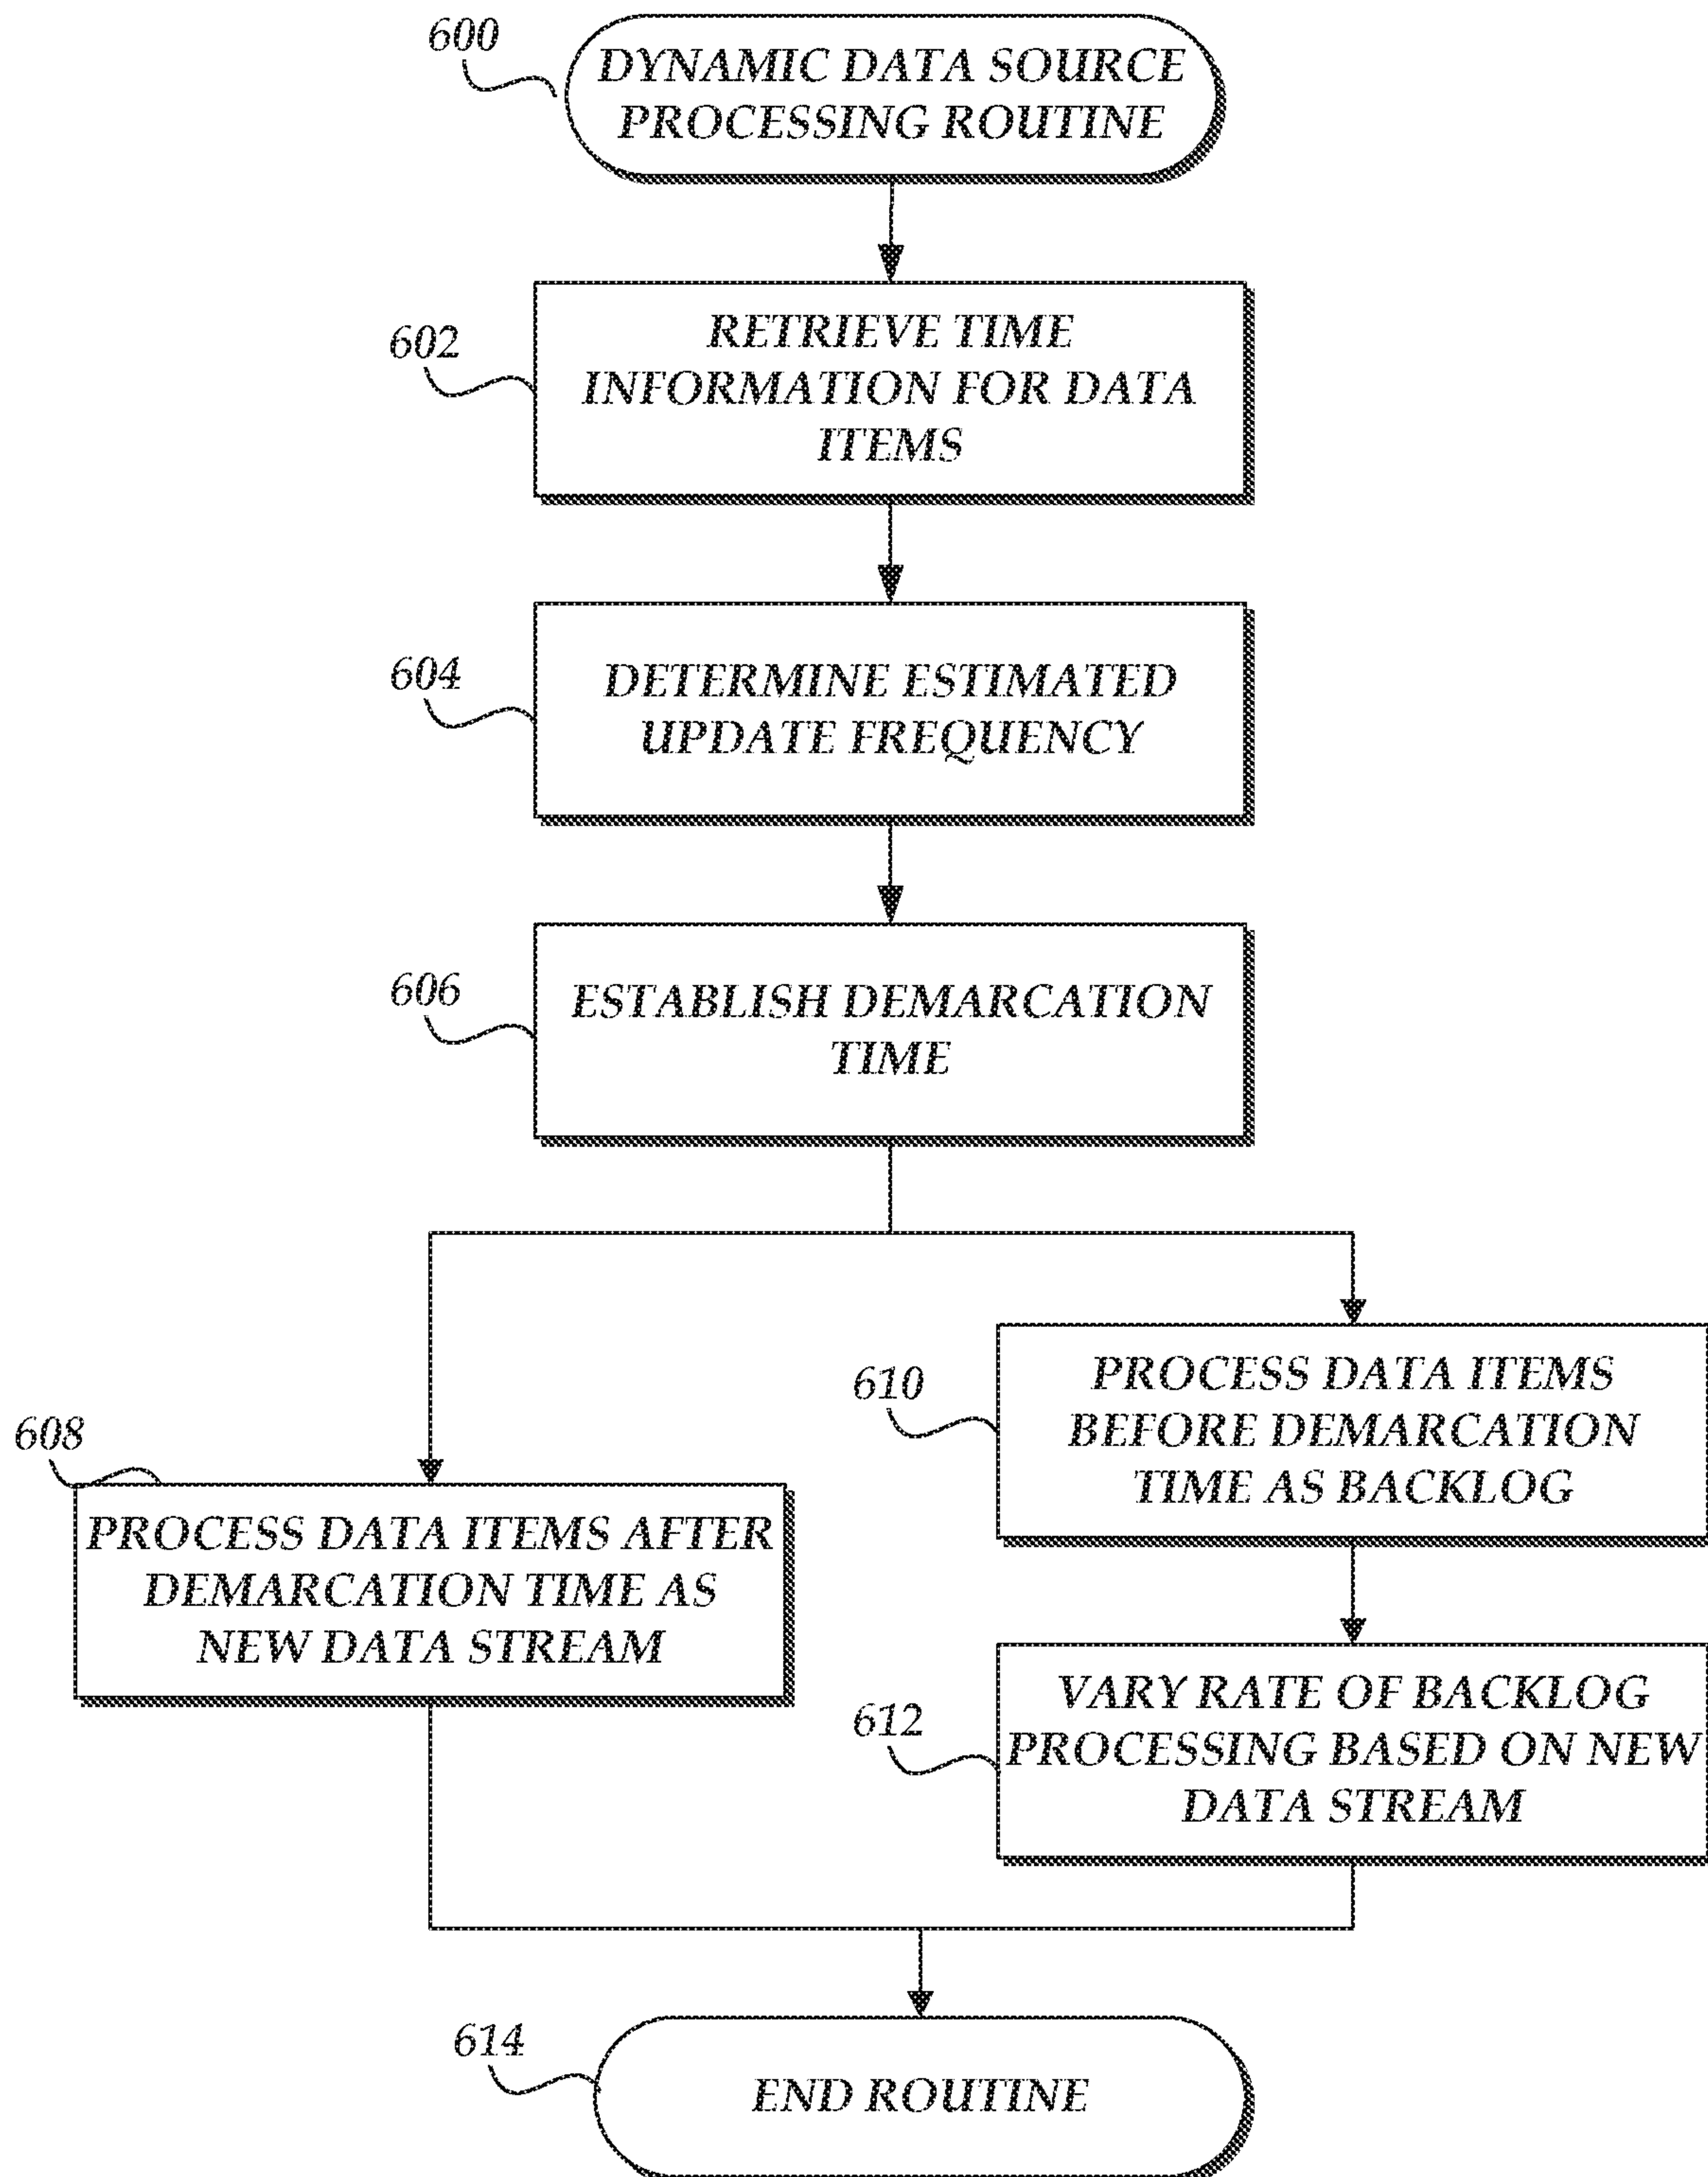 600
DYNAMIC DATA SOURCE
PROCESSING ROUTINE
602
RETRIEVE TIME
INFORMATION FOR DATA
ITEMS
604
DETERMINE ESTIMATED
UPDATE FREQUENCY
606
ESTABLISH DEMARCATION
TIME
608
PROCESS DATA ITEMS AFTER
DEMARCATION TIME AS
NEW DATA STREAM
610
PROCESS DATA ITEMS
BEFORE DEMARCATION
TIME AS BACKLOG
612
VARY RATE OF BACKLOG
PROCESSING BASED ON NEW
DATA STREAM
614
END ROUTINE